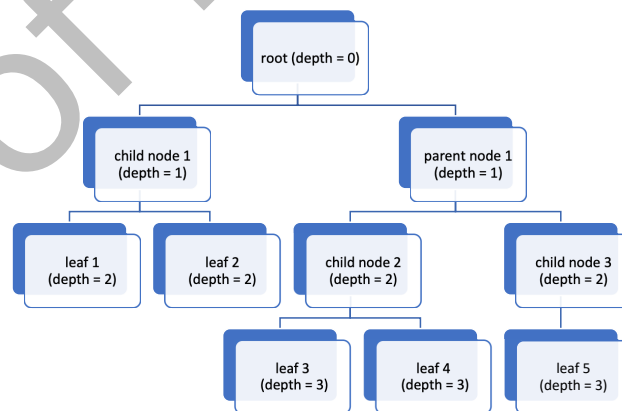 root (depth = 0)
child node 1
(depth = 1)
parent node 1
(depth = 1)
leaf 1
(depth = 2)
leaf 2
(depth = 2)
child node 2
(depth = 2)
child node 3
(depth = 2)
leaf 3
(depth = 3)
leaf 4
(depth = 3)
leaf 5
(depth = 3)